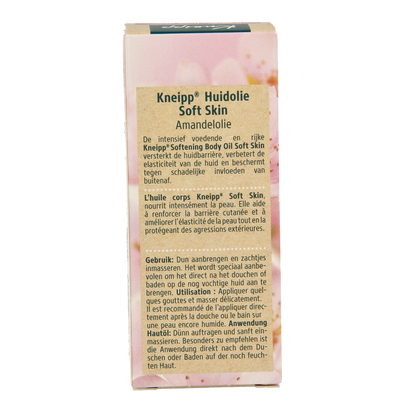 Kneipp
Kneipp® Huidolie
Soft Skin
Amandelolie
De intensief voedende en rijke
Kneipp® Softening Body Oil Soft Skin
versterkt de huidbarrière, verbetert de
elasticiteit van de huid en beschermt
tegen schadelijke invloeden van
buitenaf.
L'huile corps Kneipp® Soft Skin,
nourrit intensément la peau. Elle aide
à renforcer la barrière cutanée et à
améliorer l'élasticité de la peau tout en la
protégeant des agressions extérieures.
Gebruik: Dun aanbrengen en zachtjes
inmasseren. Het wordt speciaal aanbe-
volen om het direct na het douchen of
baden op de nog vochtige huid aan te
brengen. Utilisation : Appliquer quel-
ques gouttes et masser délicatement.
Il est recommandé de l'appliquer direc-
tement après la douche ou le bain sur
une peau encore humide. Anwendung
Hautöl: Dünn auftragen und sanft ein-
massieren. Besonders zu empfehlen ist
die Anwendung direkt nach dem Du-
schen oder Baden auf der noch feuch-
ten Haut.